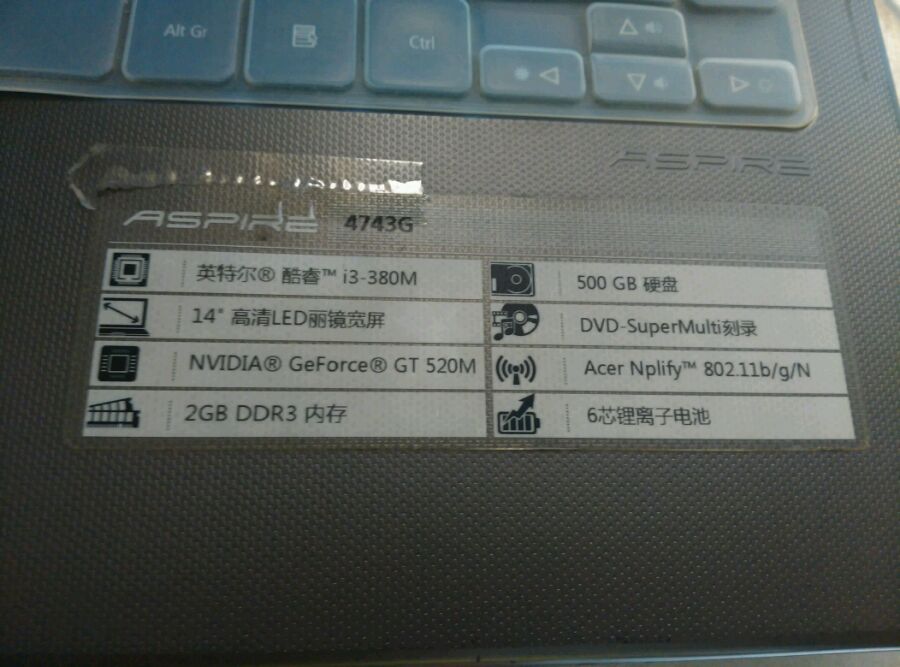 Alt Gr
Ctrl
ASPIRE
ASPIRE 4743G
英特尔® 酷睿™ i3-380M
500 GB 硬盘
14" 高清LED丽镜宽屏
DVD-SuperMulti刻录
NVIDIA® GeForce® GT 520M
Acer Nplify™ 802.11b/g/N
2GB DDR3 内存
6芯锂离子电池